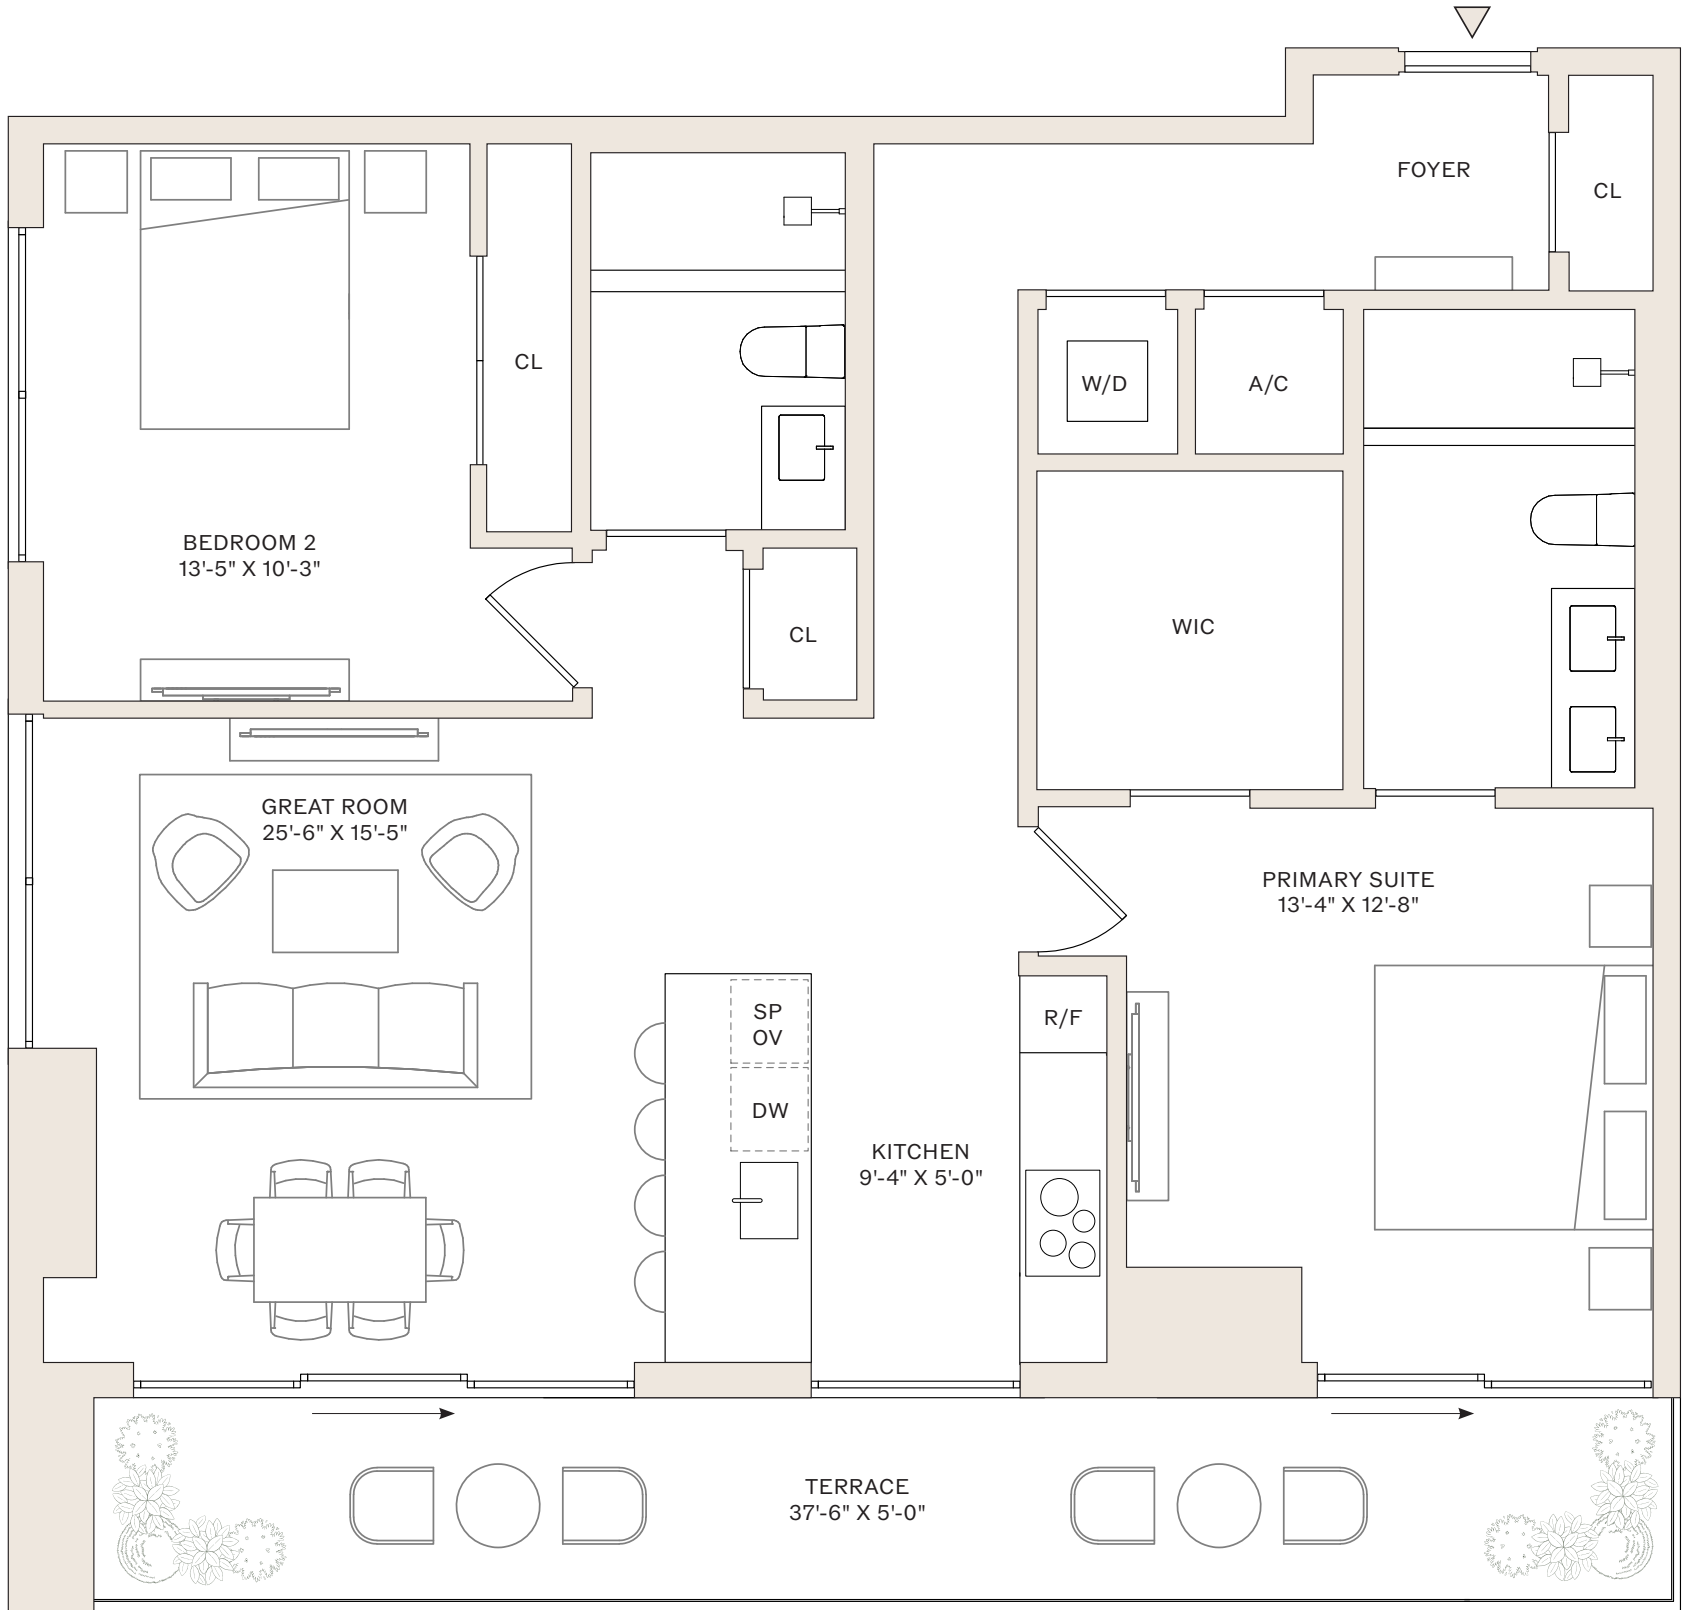 FOYER
CL
CL
W/D
A/C
BEDROOM 2
13'-5" X 10'-3"
CL
WIC
GREAT ROOM
25'-6" X 15'-5"
PRIMARY SUITE
13'-4" X 12'-8"
SP
OV
R/F
DW
KITCHEN
9'-4" X 5'-0"
TERRACE
37'-6" X 5'-0"